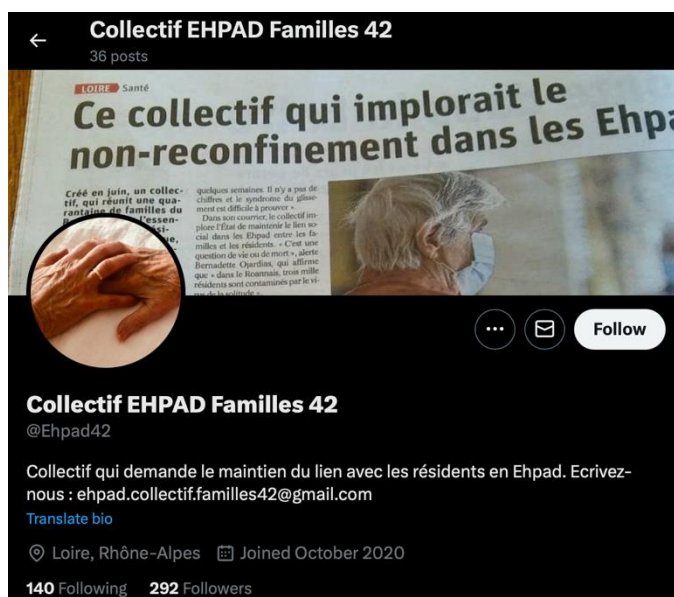 Collectif EHPAD Familles 42
36 posts
LOIRE Santé
Ce collectif qui implorait le
non-reconfinement dans les Ehpa
Créé en juin, un collec-
tif, qui réunit une qua-
rantaine de familles du
quelques semaines. Il n'y a pas de
chiffres et le syndrome du glisse-
ment est difficile à prouver »
Dans son courrier, le collectif im-
plore l'État de maintenir le lien so-
cial dans les Ehpad entre les fa-
milles et les résidents. « C'est une
question de vie ou de mort », alerte
Bernadette Ojardias, qui affirme
que « dans le Roannais, trois mille
résidents sont contaminés par le vi-
rus de la solitude ».
Follow
Collectif EHPAD Familles 42
@Ehpad42
Collectif qui demande le maintien du lien avec les résidents en Ehpad. Ecrivez-
nous : ehpad.collectif.familles42@gmail.com
Translate bio
Loire, Rhône-Alpes Joined October 2020
140 Following 292 Followers